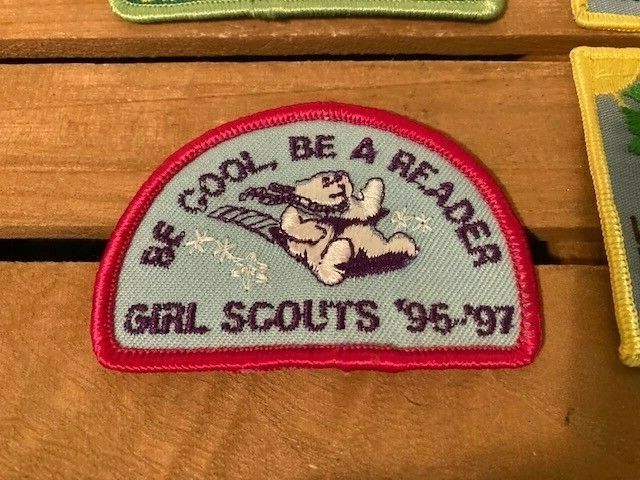 BE COOL, BE A READER
GIRL SCOUTS '96-'97